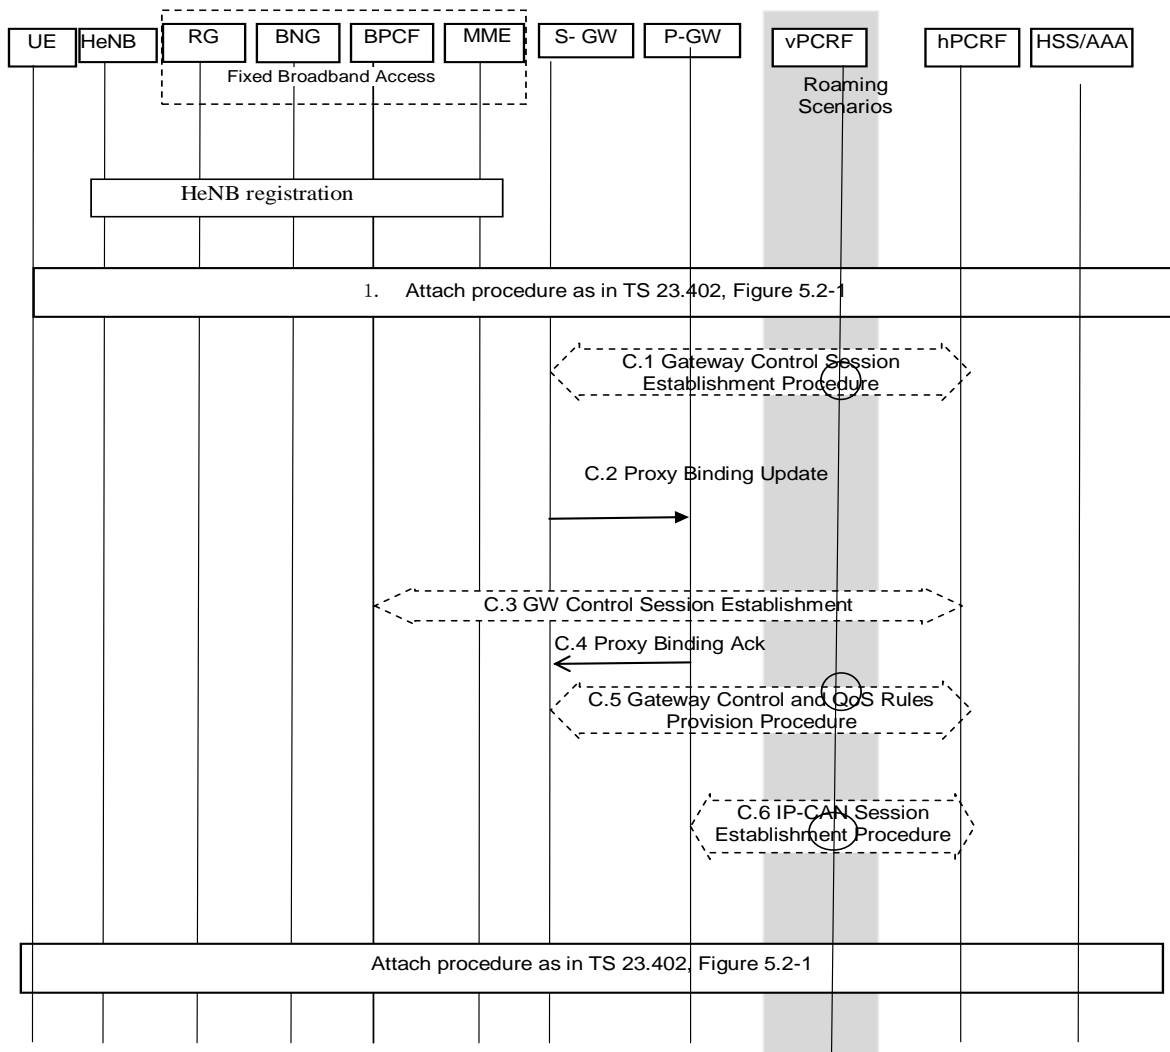 UE
HeNB
RG
BNG
BPCF
MME
S- GW
P-GW
vPCRF
hPCRF
HSS/AAA
Fixed Broadband Access
Roaming
Scenarios
HeNB registration
1. Attach procedure as in TS 23.402, Figure 5.2-1
C.1 Gateway Control Session
Establishment Procedure
C.2 Proxy Binding Update
C.3 GW Control Session Establishment
C.4 Proxy Binding Ack
C.5 Gateway Control and QoS Rules
Provision Procedure
C.6 IP-CAN Session
Establishment Procedure
Attach procedure as in TS 23.402, Figure 5.2-1